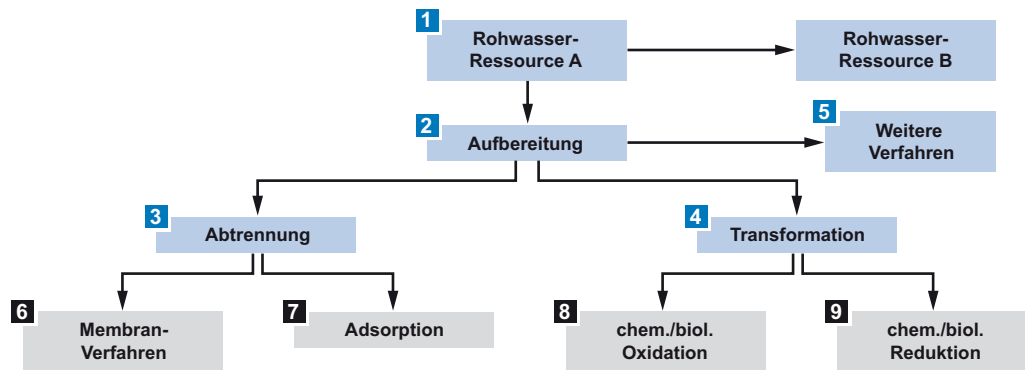 1
Rohwasser-
Ressource A
Rohwasser-
Ressource B
2
Aufbereitung
5
Weitere
Verfahren
3
Abtrennung
4
Transformation
6
Membran-
Verfahren
7
Adsorption
8
chem./biol.
Oxidation
9
chem./biol.
Reduktion